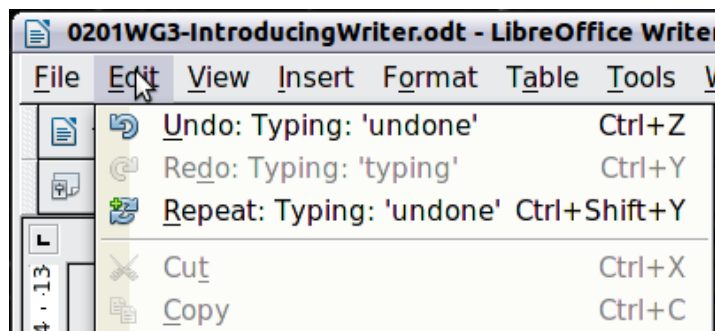 0201WG3-IntroducingWriter.odt - LibreOffice Writer
File Edit View Insert Format Table Tools
Undo: Typing: 'undone' Ctrl+Z
Redo: Typing: 'typing' Ctrl+Y
Repeat: Typing: 'undone' Ctrl+Shift+Y
Cut Ctrl+X
Copy Ctrl+C
13